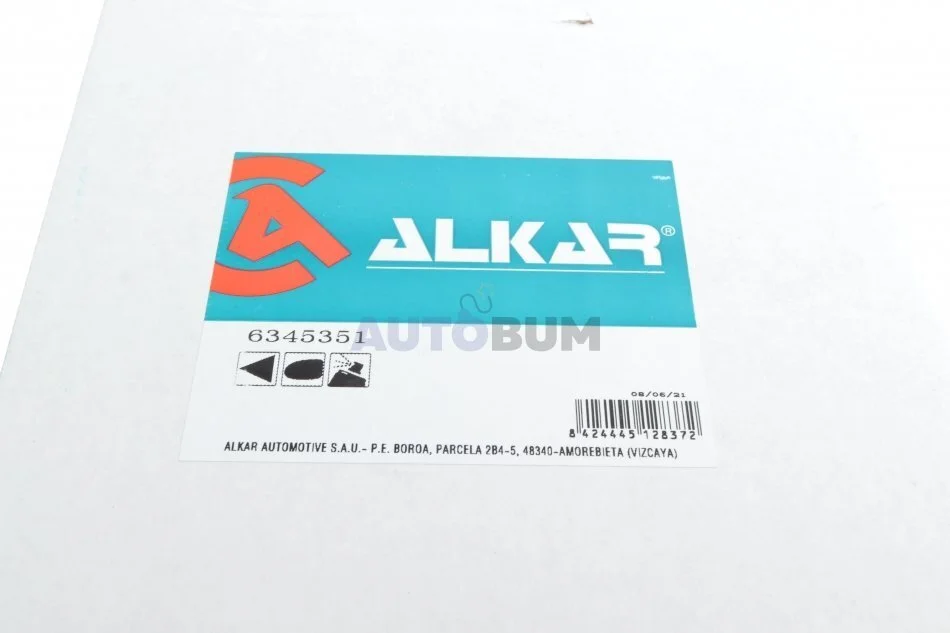 ALKAR®
AUTOBUM
6345351
08/06/21
8 424445 128372
ALKAR AUTOMOTIVE S.A.U.- P.E. BOROA, PARCELA 2B4-5, 48340-AMOREBIETA (VIZCAYA)